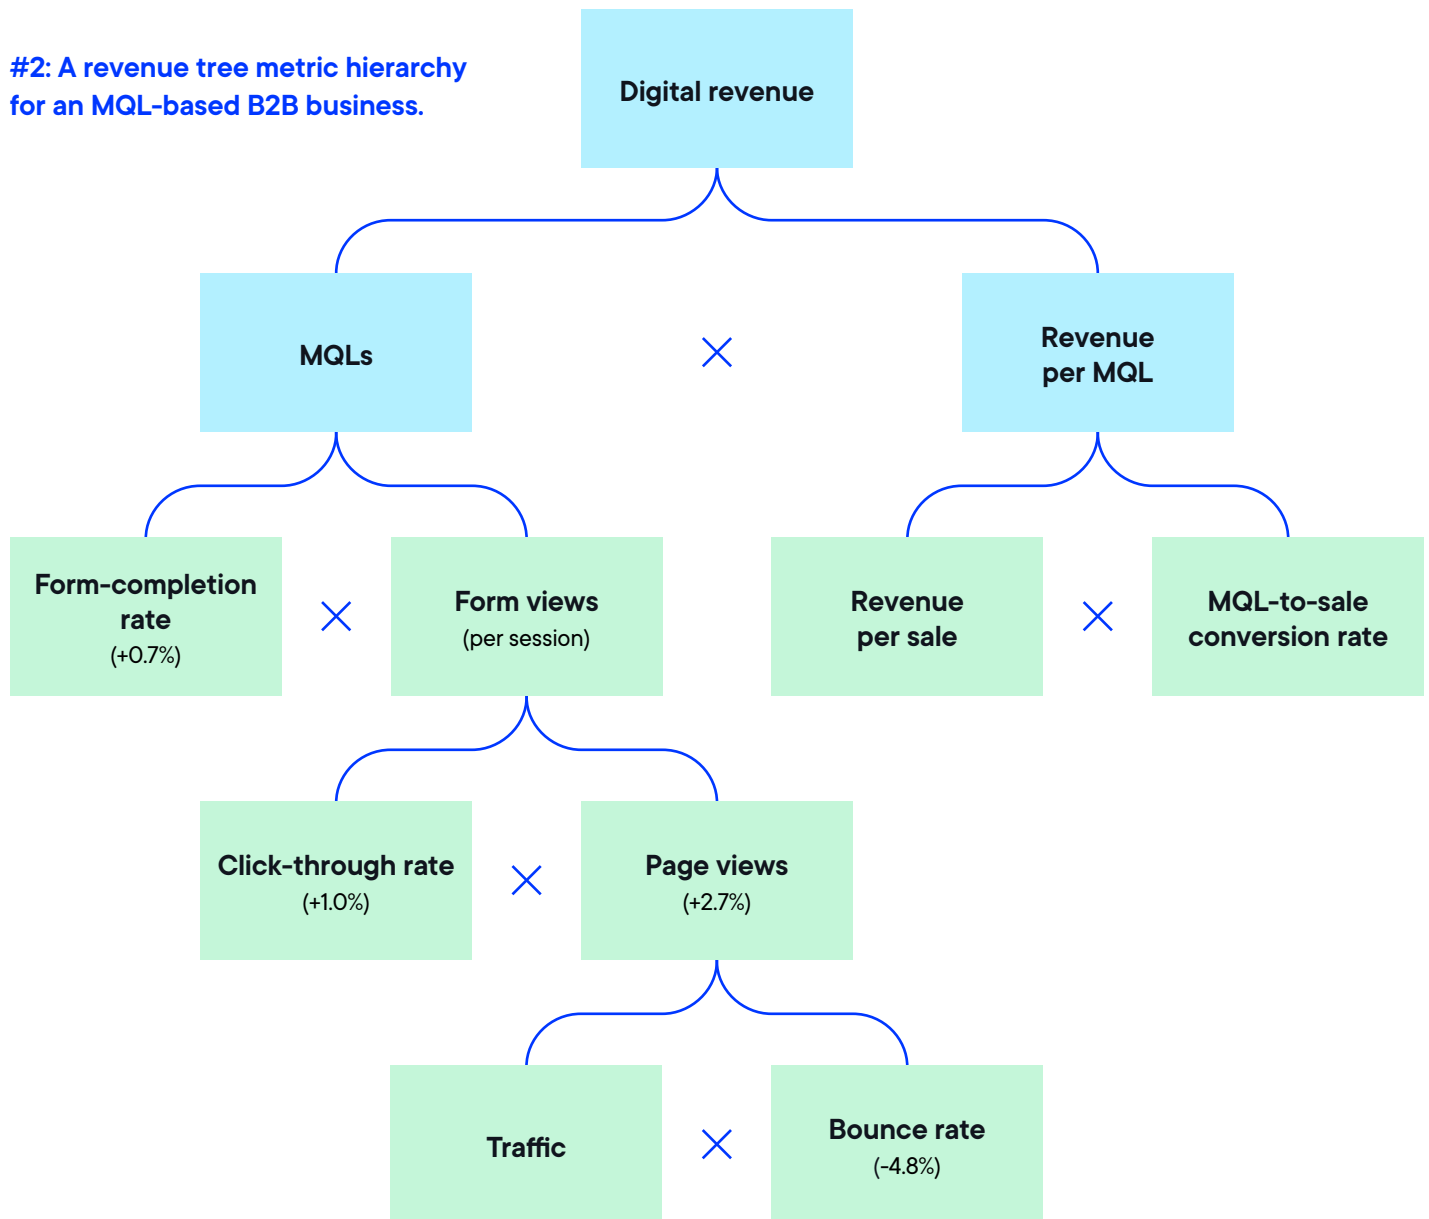 #2: A revenue tree metric hierarchy
for an MQL-based B2B business.
Digital revenue
MQLs
Revenue
per MQL
Form-completion
rate
(+0.7%)
Form views
(per session)
Revenue
per sale
MQL-to-sale
conversion rate
Click-through rate
(+1.0%)
Page views
(+2.7%)
Traffic
Bounce rate
(-4.8%)